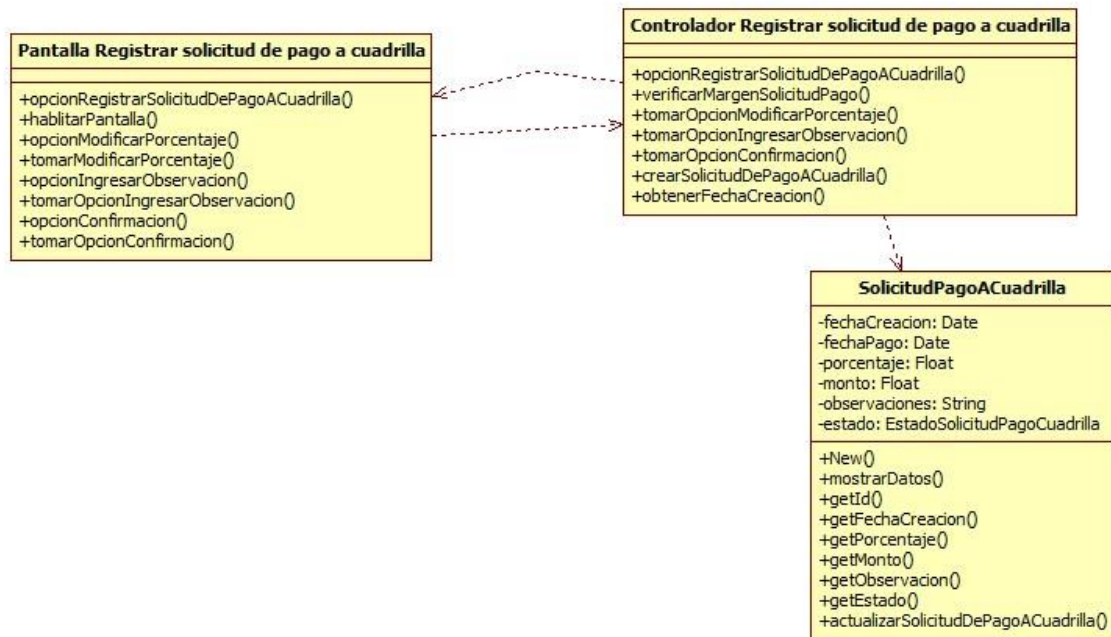 Pantalla Registrar solicitud de pago a cuadrilla
+opcionRegistrarSolicitudDePagoACuadrilla()
+hablitarPantalla()
+opcionModificarPorcentaje()
+tomarModificarPorcentaje()
+opcionIngresarObservacion()
+tomarOpcionIngresarObservacion()
+opcionConfirmacion()
+tomarOpcionConfirmacion()
Controlador Registrar solicitud de pago a cuadrilla
+opcionRegistrarSolicitudDePagoACuadrilla()
+verificarMargenSolicitudPago()
+tomarOpcionModificarPorcentaje()
+tomarOpcionIngresarObservacion()
+tomarOpcionConfirmacion()
+crearSolicitudDePagoACuadrilla()
+obtenerFechaCreacion()
SolicitudPagoACuadrilla
-fechaCreacion: Date
-fechaPago: Date
-porcentaje: Float
-monto: Float
-observaciones: String
-estado: EstadoSolicitudPagoCuadrilla
+New()
+mostrarDatos()
+getId()
+getFechaCreacion()
+getPorcentaje()
+getMonto()
+getObservacion()
+getEstado()
+actualizarSolicitudDePagoACuadrilla()